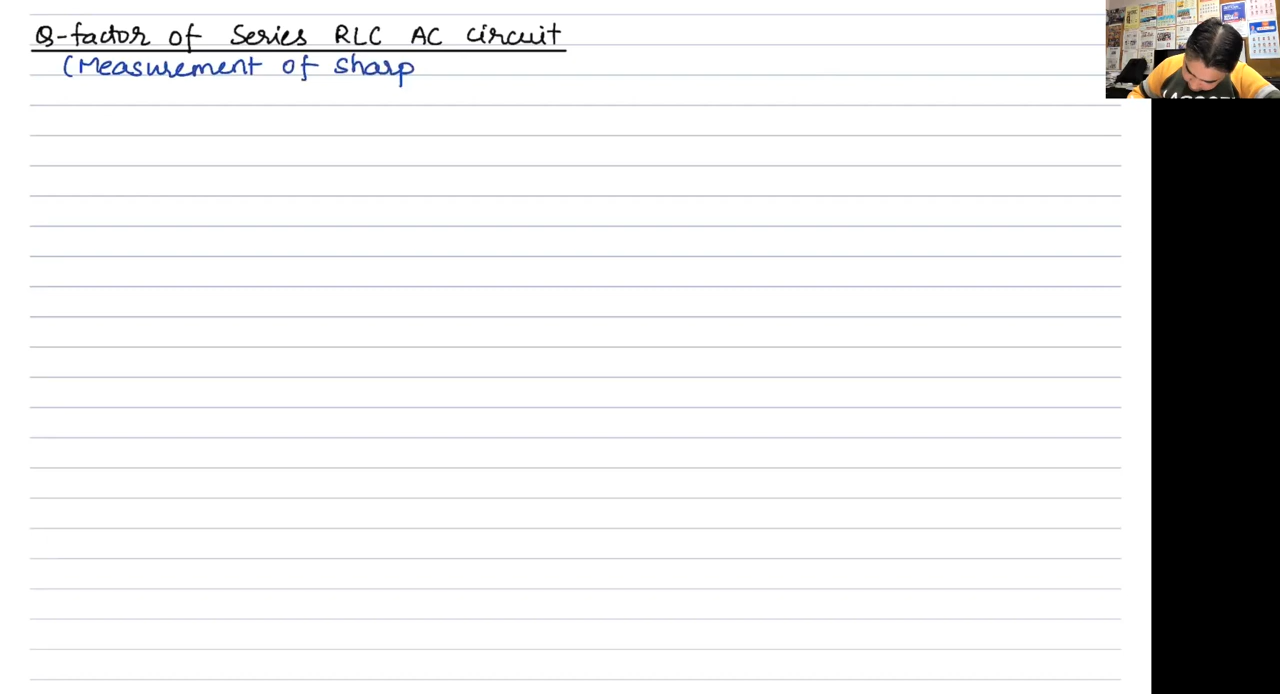 Q-factor of Series RLC AC circuit
(Measurement of sharp